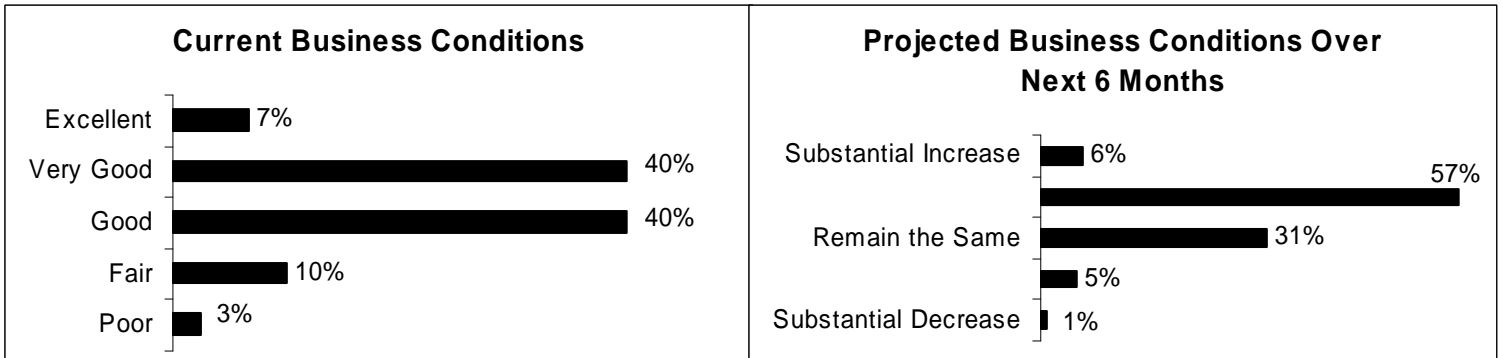 Current Business Conditions
Excellent 7%
Very Good 40%
Good 40%
Fair 10%
Poor 3%
Projected Business Conditions Over
Next 6 Months
Substantial Increase 6%
57%
Remain the Same 31%
5%
Substantial Decrease 1%